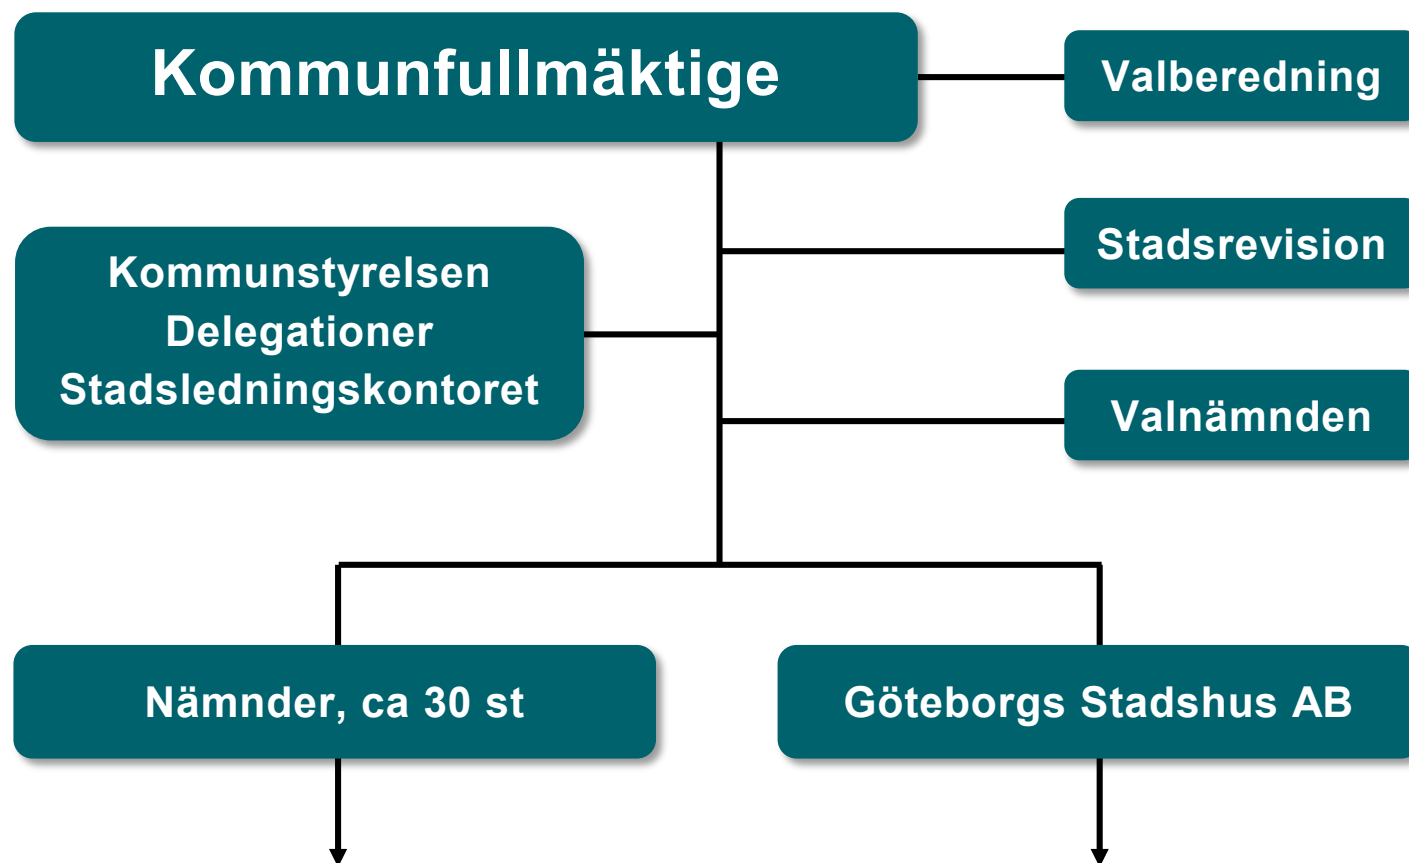 Kommunfullmäktige
Valberedning
Stadsrevision
Kommunstyrelsen
Delegationer
Stadsledningskontoret
Valnämnden
Nämnder, ca 30 st
Göteborgs Stadshus AB